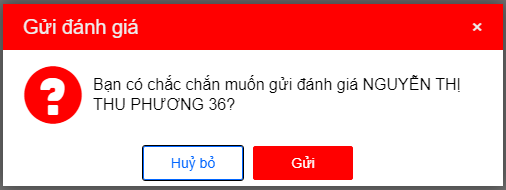 Gửi đánh giá ×
Bạn có chắc chắn muốn gửi đánh giá NGUYỄN THỊ
THU PHƯƠNG 36?
Huỷ bỏ Gửi